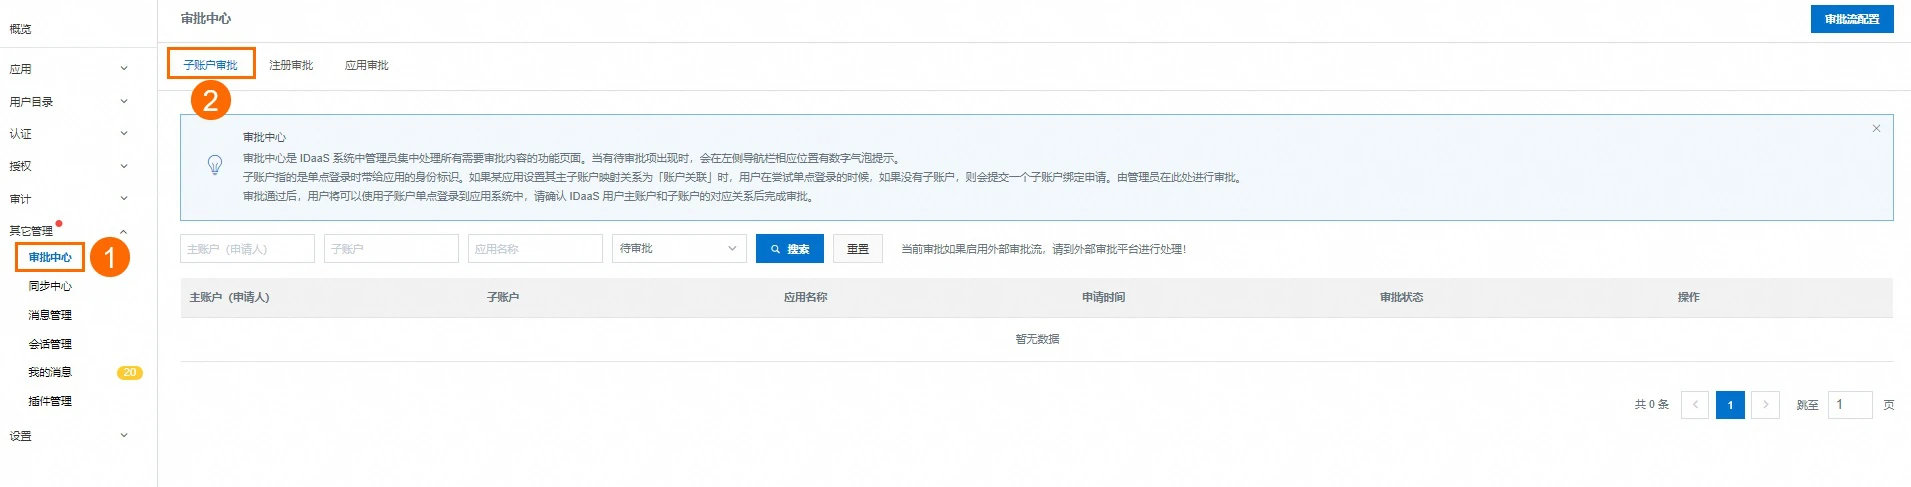 概览
应用
用户目录
认证
授权
审计
其它管理
审批中心
1
同步中心
消息管理
会话管理
我的消息 20
插件管理
设置
审批中心
审批流配置
子账户审批 注册审批 应用审批
2
审批中心
审批中心是 IDaaS 系统中管理员集中处理所有需要审批内容的功能页面。当有待审批项出现时，会在左侧导航栏相应位置有数字气泡提示。
子账户指的是单点登录时带给应用的身份标识。如果某应用设置其主子账户映射关系为「账户关联」时，用户在尝试单点登录的时候，如果没有子账户，则会提交一个子账户绑定申请。由管理员在此处进行审批。
审批通过后，用户将可以使用子账户单点登录到应用系统中，请确认 IDaaS 用户主账户和子账户的对应关系后完成审批。
主账户（申请人） 子账户 应用名称 待审批 搜索 重置 当前审批如果启用外部审批流，请到外部审批平台进行处理！
主账户（申请人） 子账户 应用名称 申请时间 审批状态 操作
暂无数据
共 0 条 1 跳至 1 页